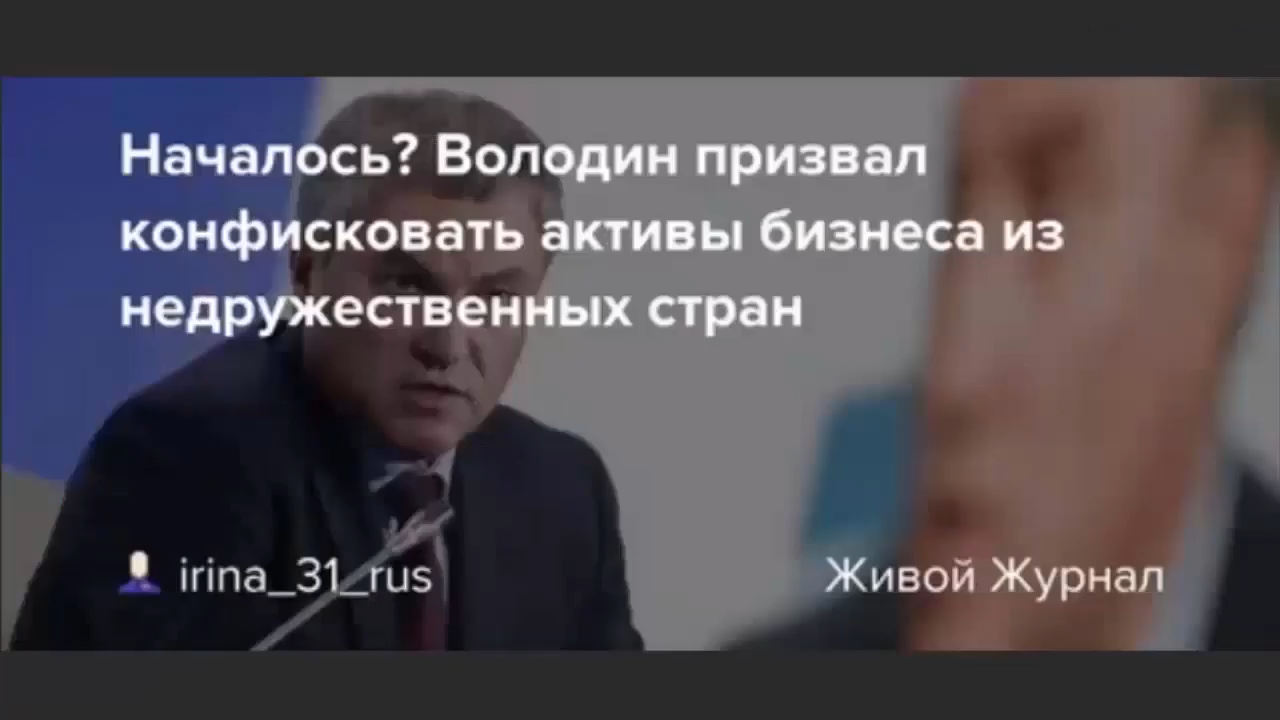 Началось? Володин призвал
конфисковать активы бизнеса из
недружественных стран
irina_31_rus
Живой Журнал